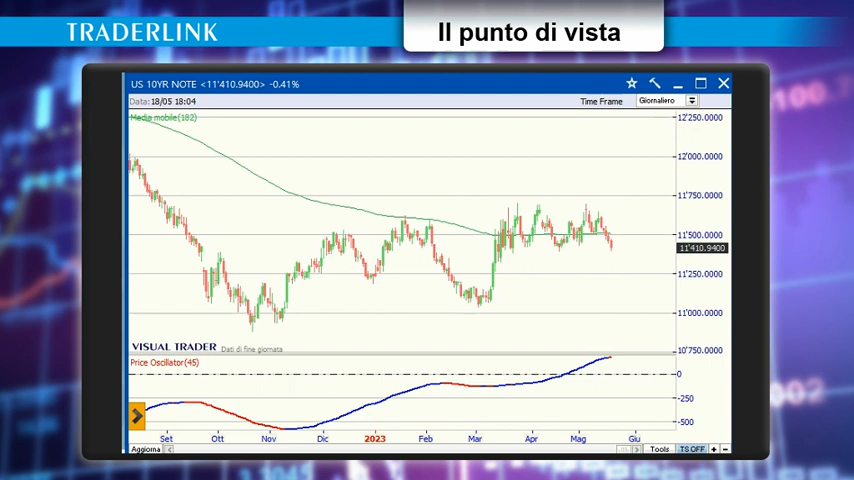 TRADERLINK
Il punto di vista
US 10YR NOTE <11'410.9400> -0.41%
Data: 18/05 18:04
Time Frame
Giornaliero
Media mobile(182)
12'250.0000
12'000.0000
11'750.0000
11'500.0000
11'410.9400
11'250.0000
11'000.0000
10'750.0000
VISUAL TRADER
Dati di fine giornata
Price Oscillator(45)
0
-250
-500
Set Ott Nov Dic 2023 Feb Mar Apr Mag Giu
Aggiorna
Tools
TS OFF